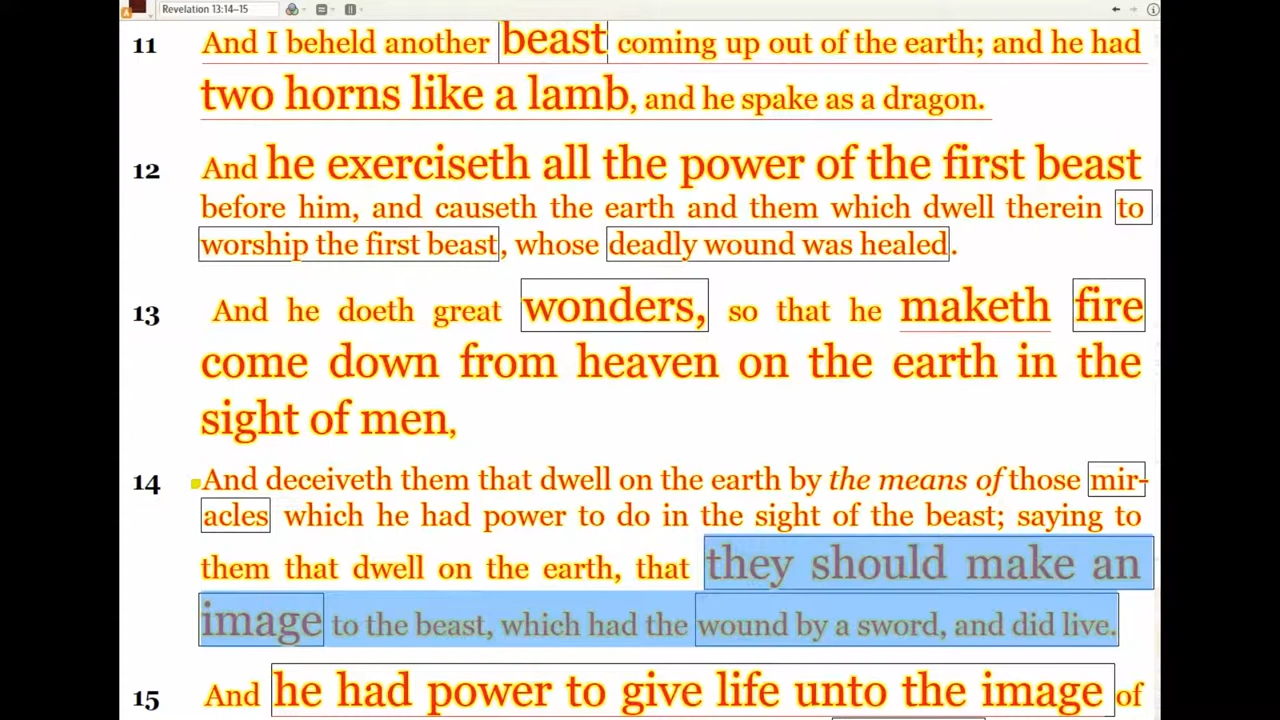 Revelation 13:14–15
11 And I beheld another beast coming up out of the earth; and he had
two horns like a lamb, and he spake as a dragon.
12 And he exerciseth all the power of the first beast
before him, and causeth the earth and them which dwell therein to
worship the first beast, whose deadly wound was healed.
13 And he doeth great wonders, so that he maketh fire
come down from heaven on the earth in the
sight of men,
14 And deceiveth them that dwell on the earth by the means of those mir-
acles which he had power to do in the sight of the beast; saying to
them that dwell on the earth, that they should make an
image to the beast, which had the wound by a sword, and did live.
15 And he had power to give life unto the image of